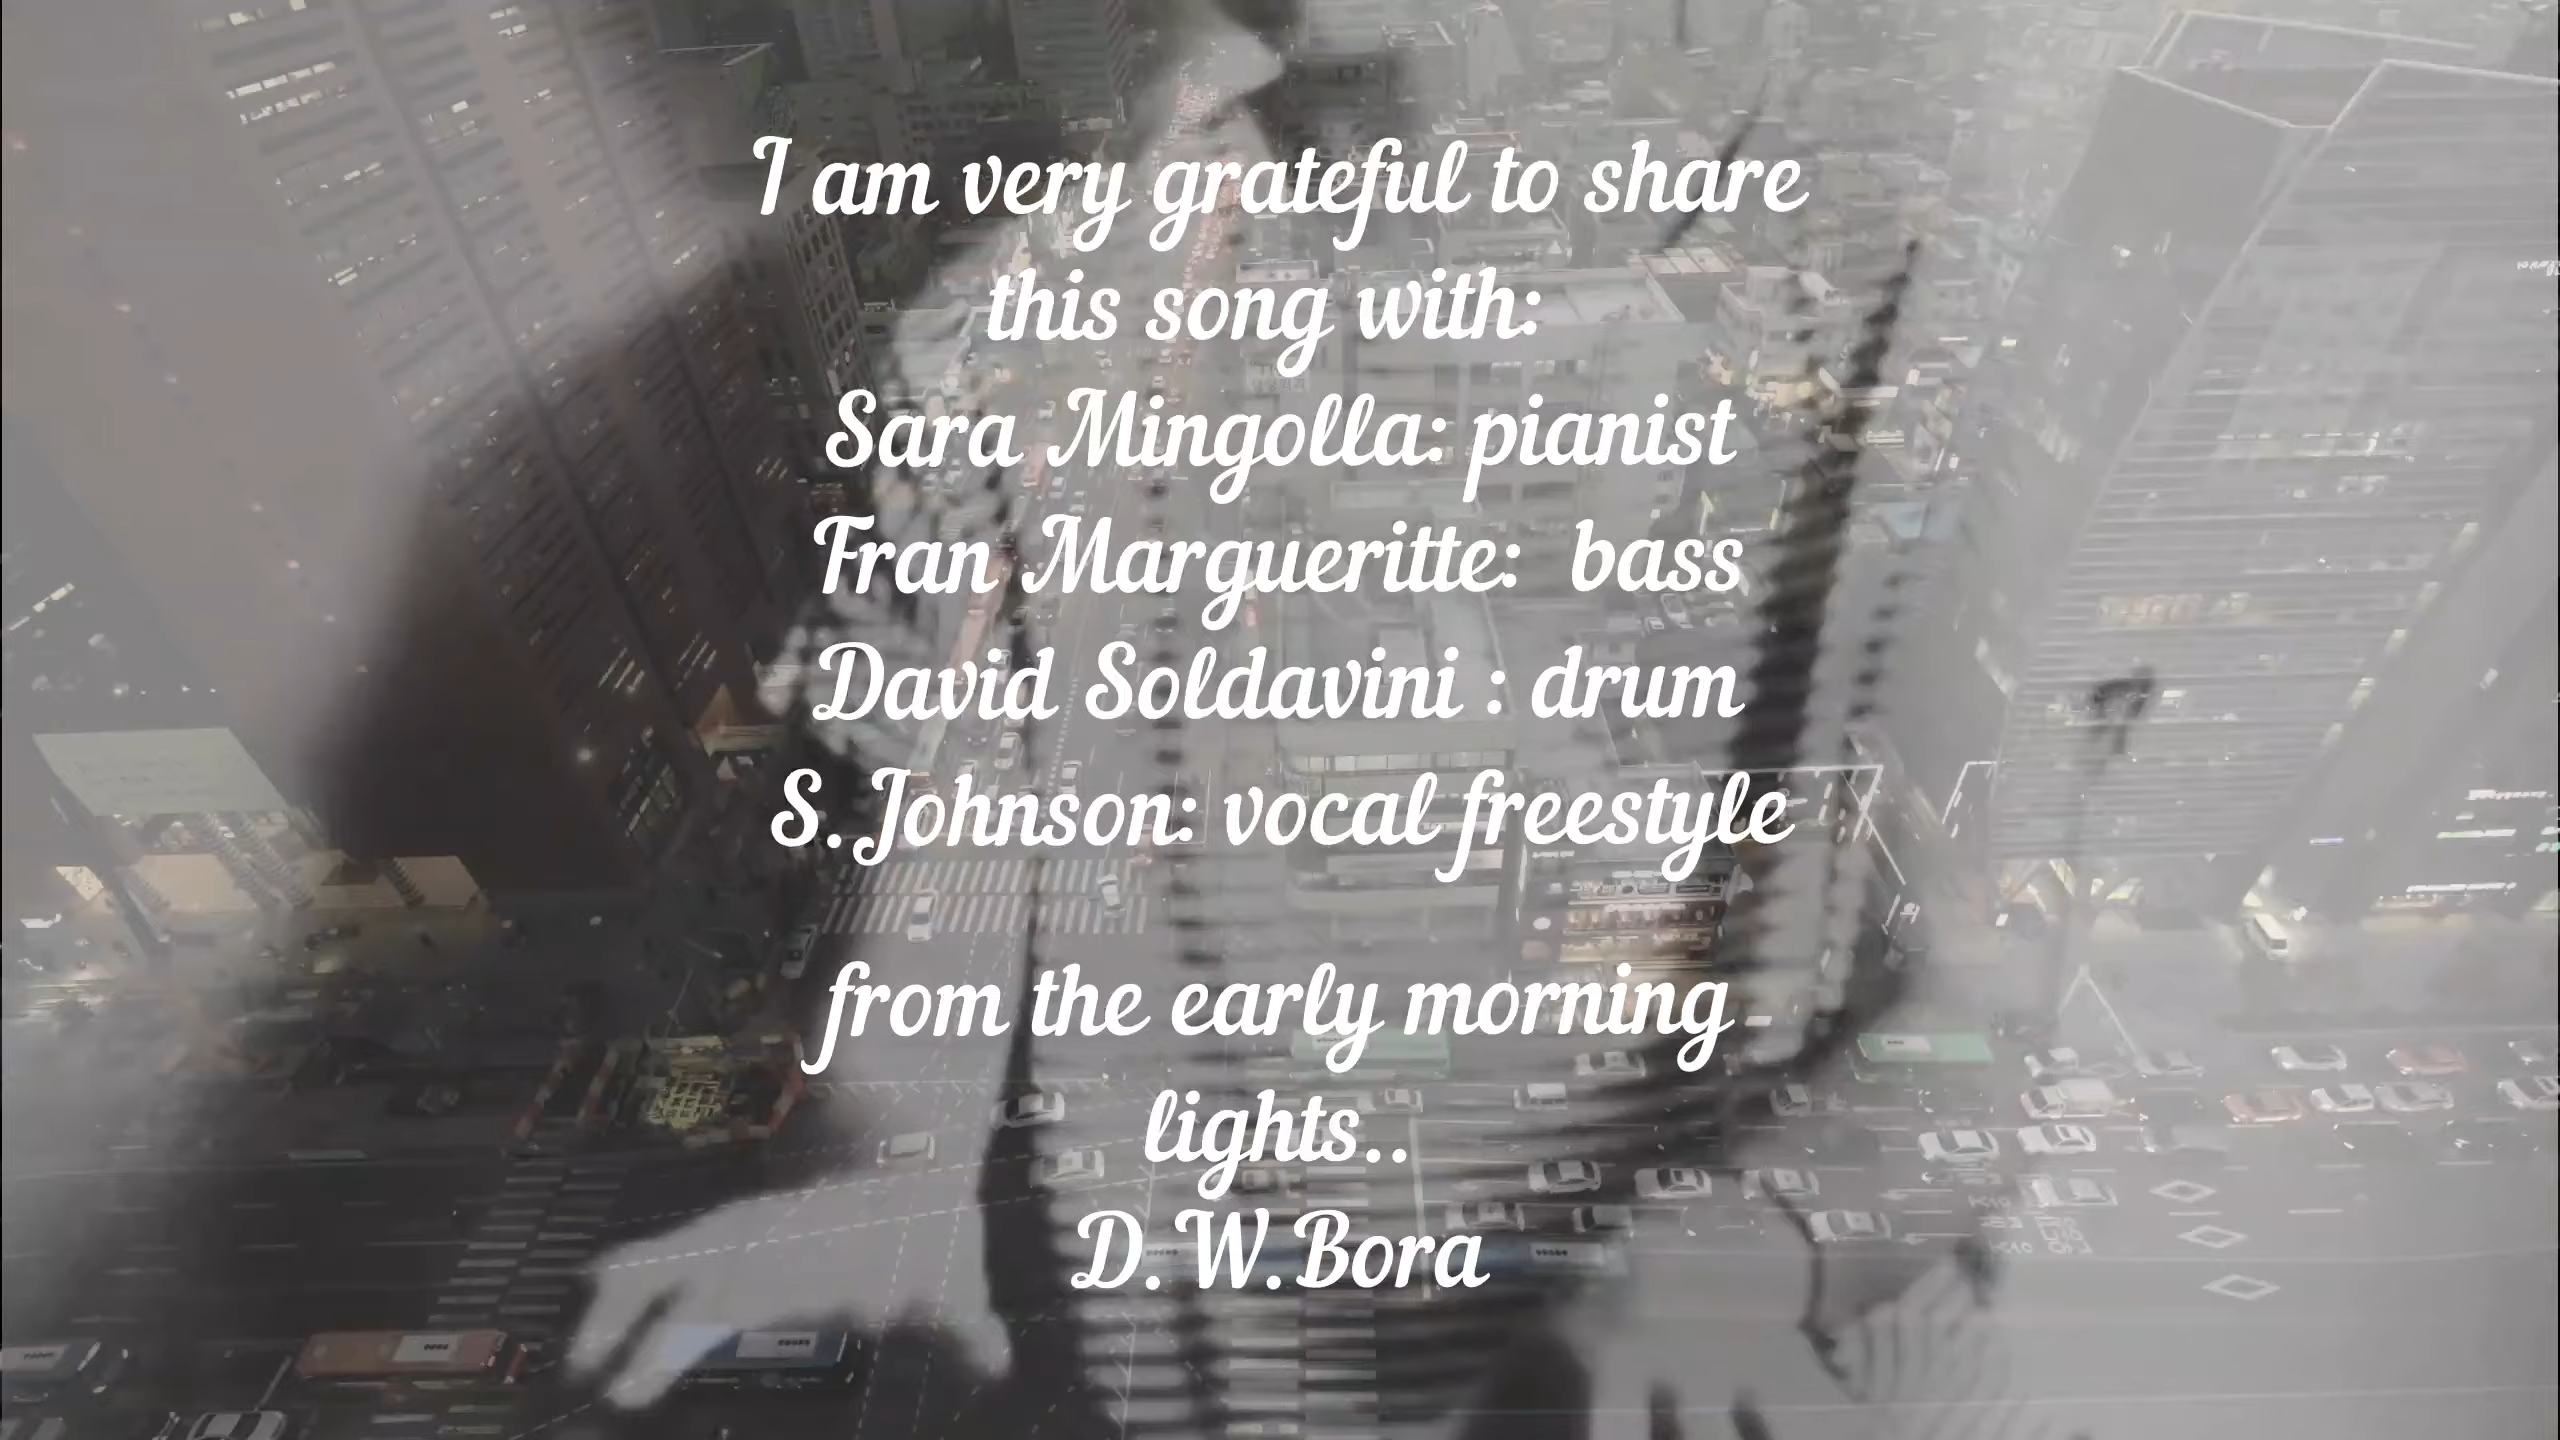 I am very grateful to share
this song with:
Sara Mingolla: pianist
Fran Margueritte: bass
David Soldavini : drum
S. Johnson: vocal freestyle
from the early morning
lights..
D.W.Bora